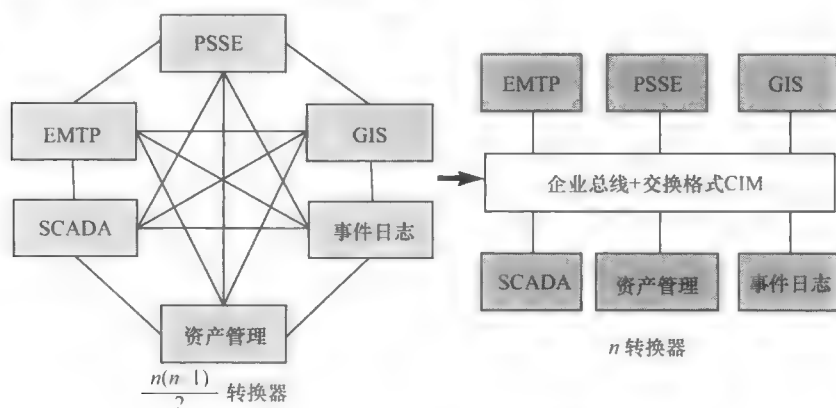 PSSE
EMTP
GIS
SCADA
事件日志
资产管理
n(n-1)
2
转换器
EMTP
PSSE
GIS
企业总线+交换格式CIM
SCADA
资产管理
事件日志
n 转换器